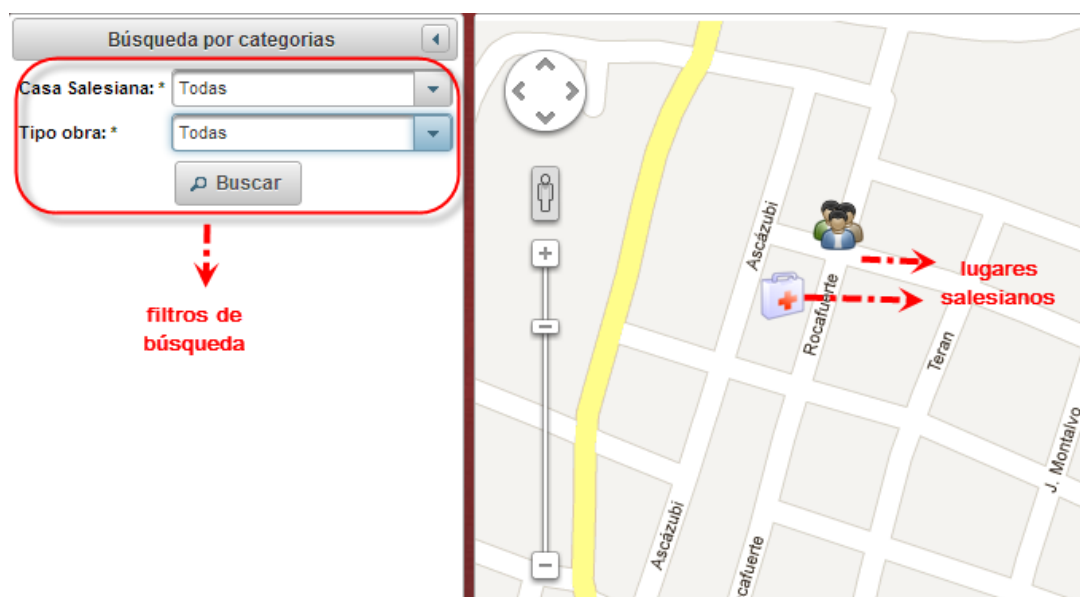 Búsqueda por categorias
Casa Salesiana: * Todas
Tipo obra: * Todas
Buscar
filtros de
búsqueda
lugares
salesianos
Ascázubi
Rocafuerte
Teran
J. Montalvo
Ascázubi
cafuerte